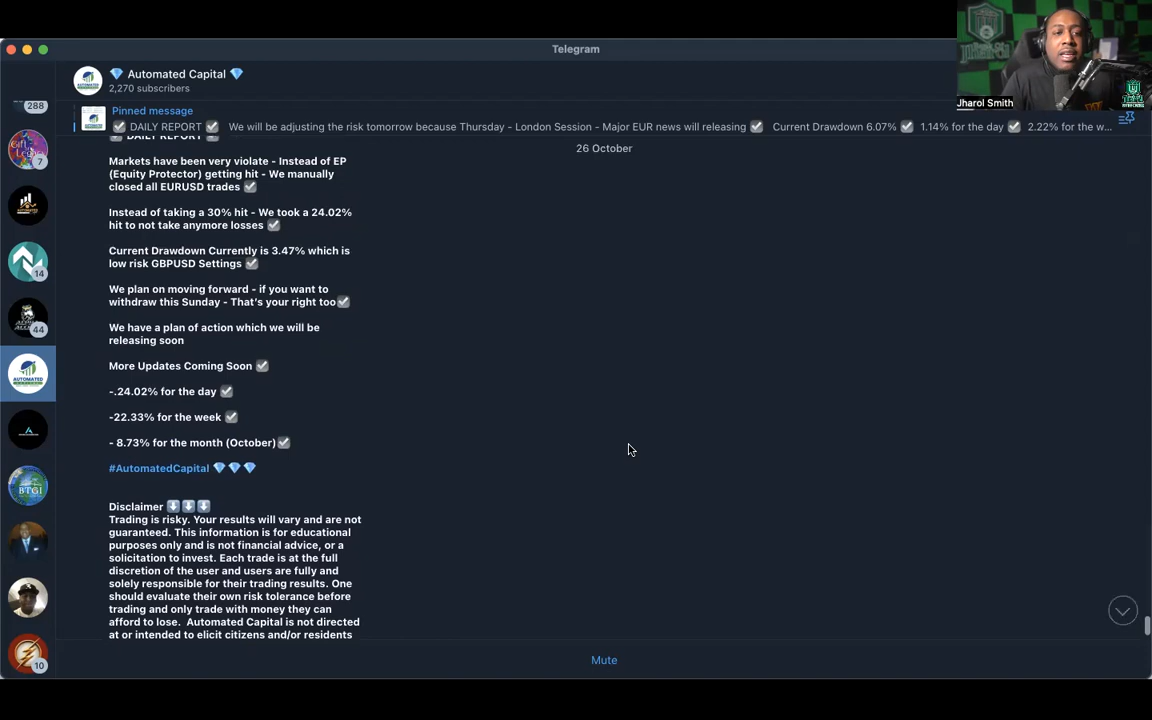 Telegram
Automated Capital
2,270 subscribers
Pinned message
DAILY REPORT We will be adjusting the risk tomorrow because Thursday - London Session - Major EUR news will releasing Current Drawdown 6.07% 1.14% for the day 2.22% for the w...
Jharol Smith
288
7
14
44
10
AUTOMATED
BTGI
DAILY REPORT
26 October
Markets have been very violate - Instead of EP
(Equity Protector) getting hit - We manually
closed all EURUSD trades
Instead of taking a 30% hit - We took a 24.02%
hit to not take anymore losses
Current Drawdown Currently is 3.47% which is
low risk GBPUSD Settings
We plan on moving forward - if you want to
withdraw this Sunday - That's your right too
We have a plan of action which we will be
releasing soon
More Updates Coming Soon
-.24.02% for the day
-22.33% for the week
- 8.73% for the month (October)
#AutomatedCapital
Disclaimer
Trading is risky. Your results will vary and are not
guaranteed. This information is for educational
purposes only and is not financial advice, or a
solicitation to invest. Each trade is at the full
discretion of the user and users are fully and
solely responsible for their trading results. One
should evaluate their own risk tolerance before
trading and only trade with money they can
afford to lose. Automated Capital is not directed
at or intended to elicit citizens and/or residents
Mute